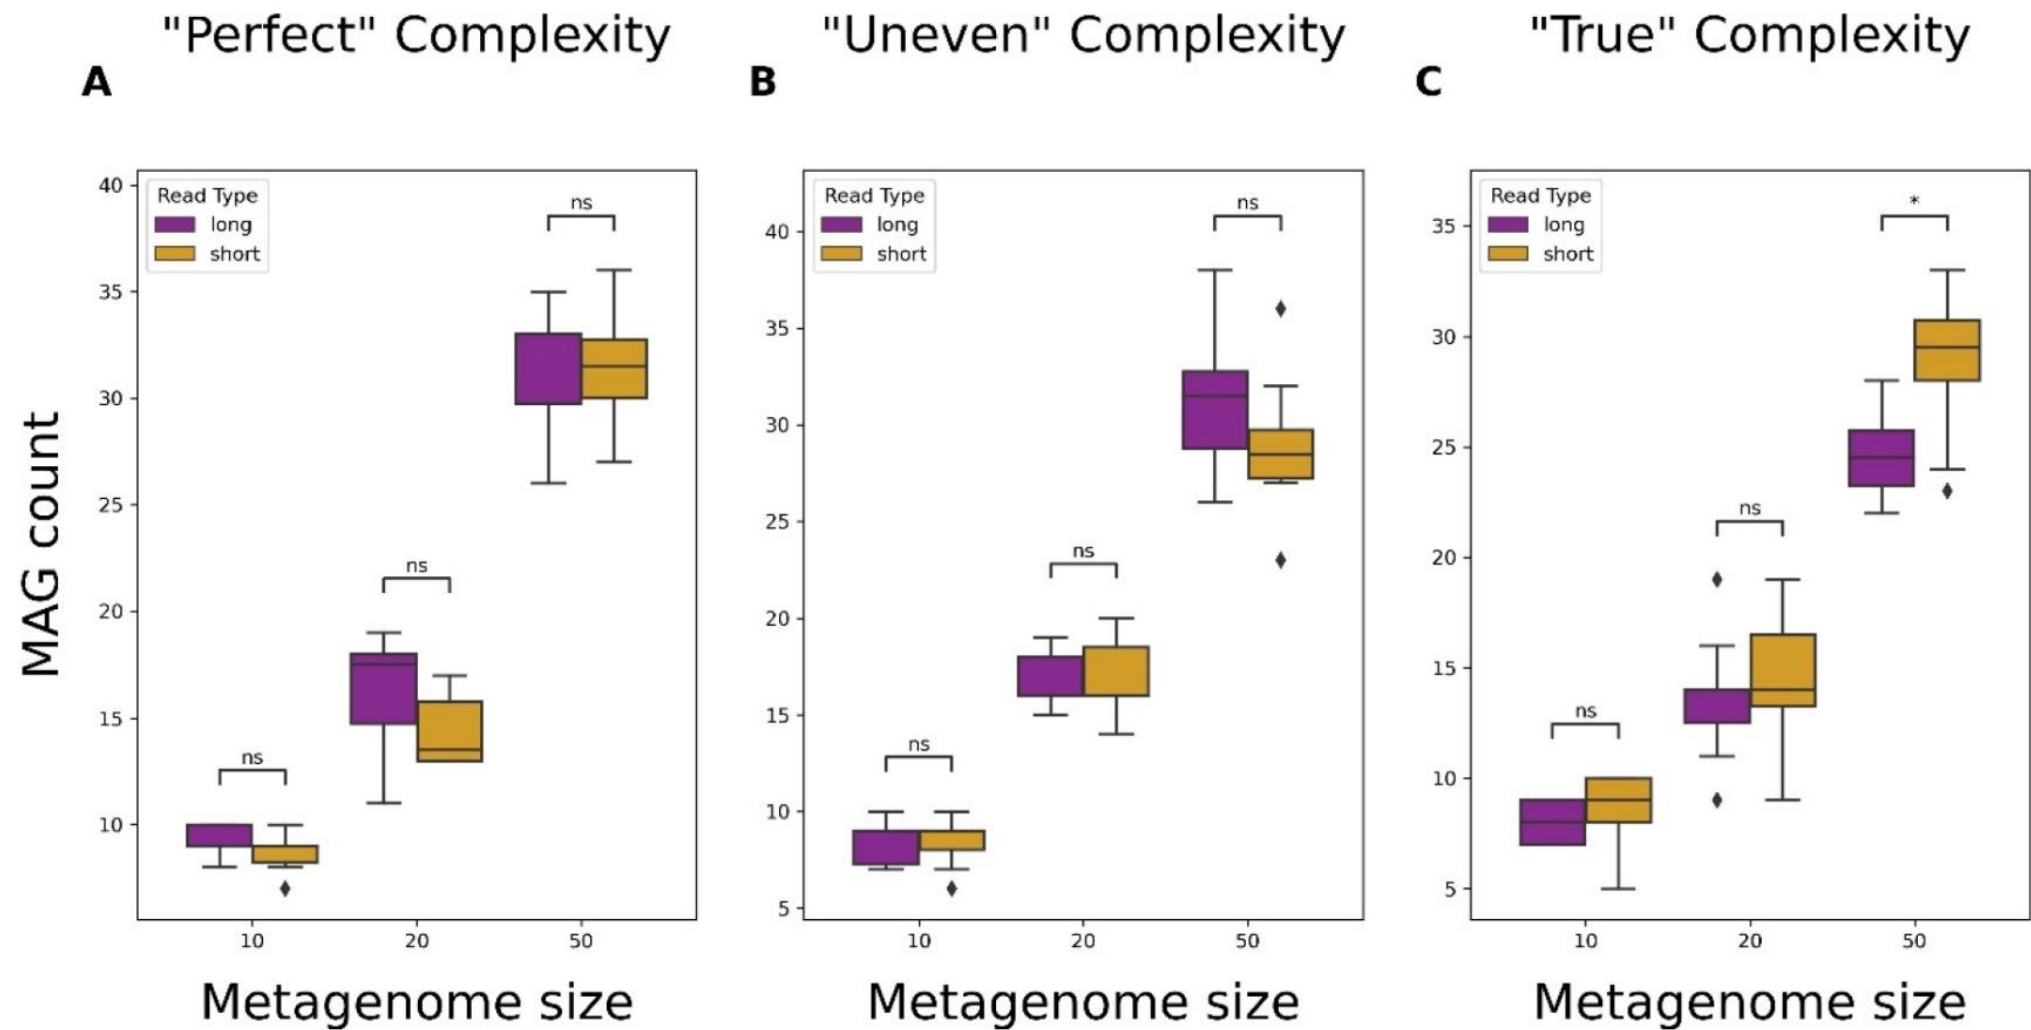 "Perfect" Complexity
A
Read Type
long
short
40
35
30
25
20
15
10
ns
ns
ns
10
20
50
MAG count
Metagenome size
"Uneven" Complexity
B
Read Type
long
short
40
35
30
25
20
15
10
5
ns
ns
ns
10
20
50
Metagenome size
"True" Complexity
C
Read Type
long
short
35
30
25
20
15
10
5
*
ns
ns
10
20
50
Metagenome size